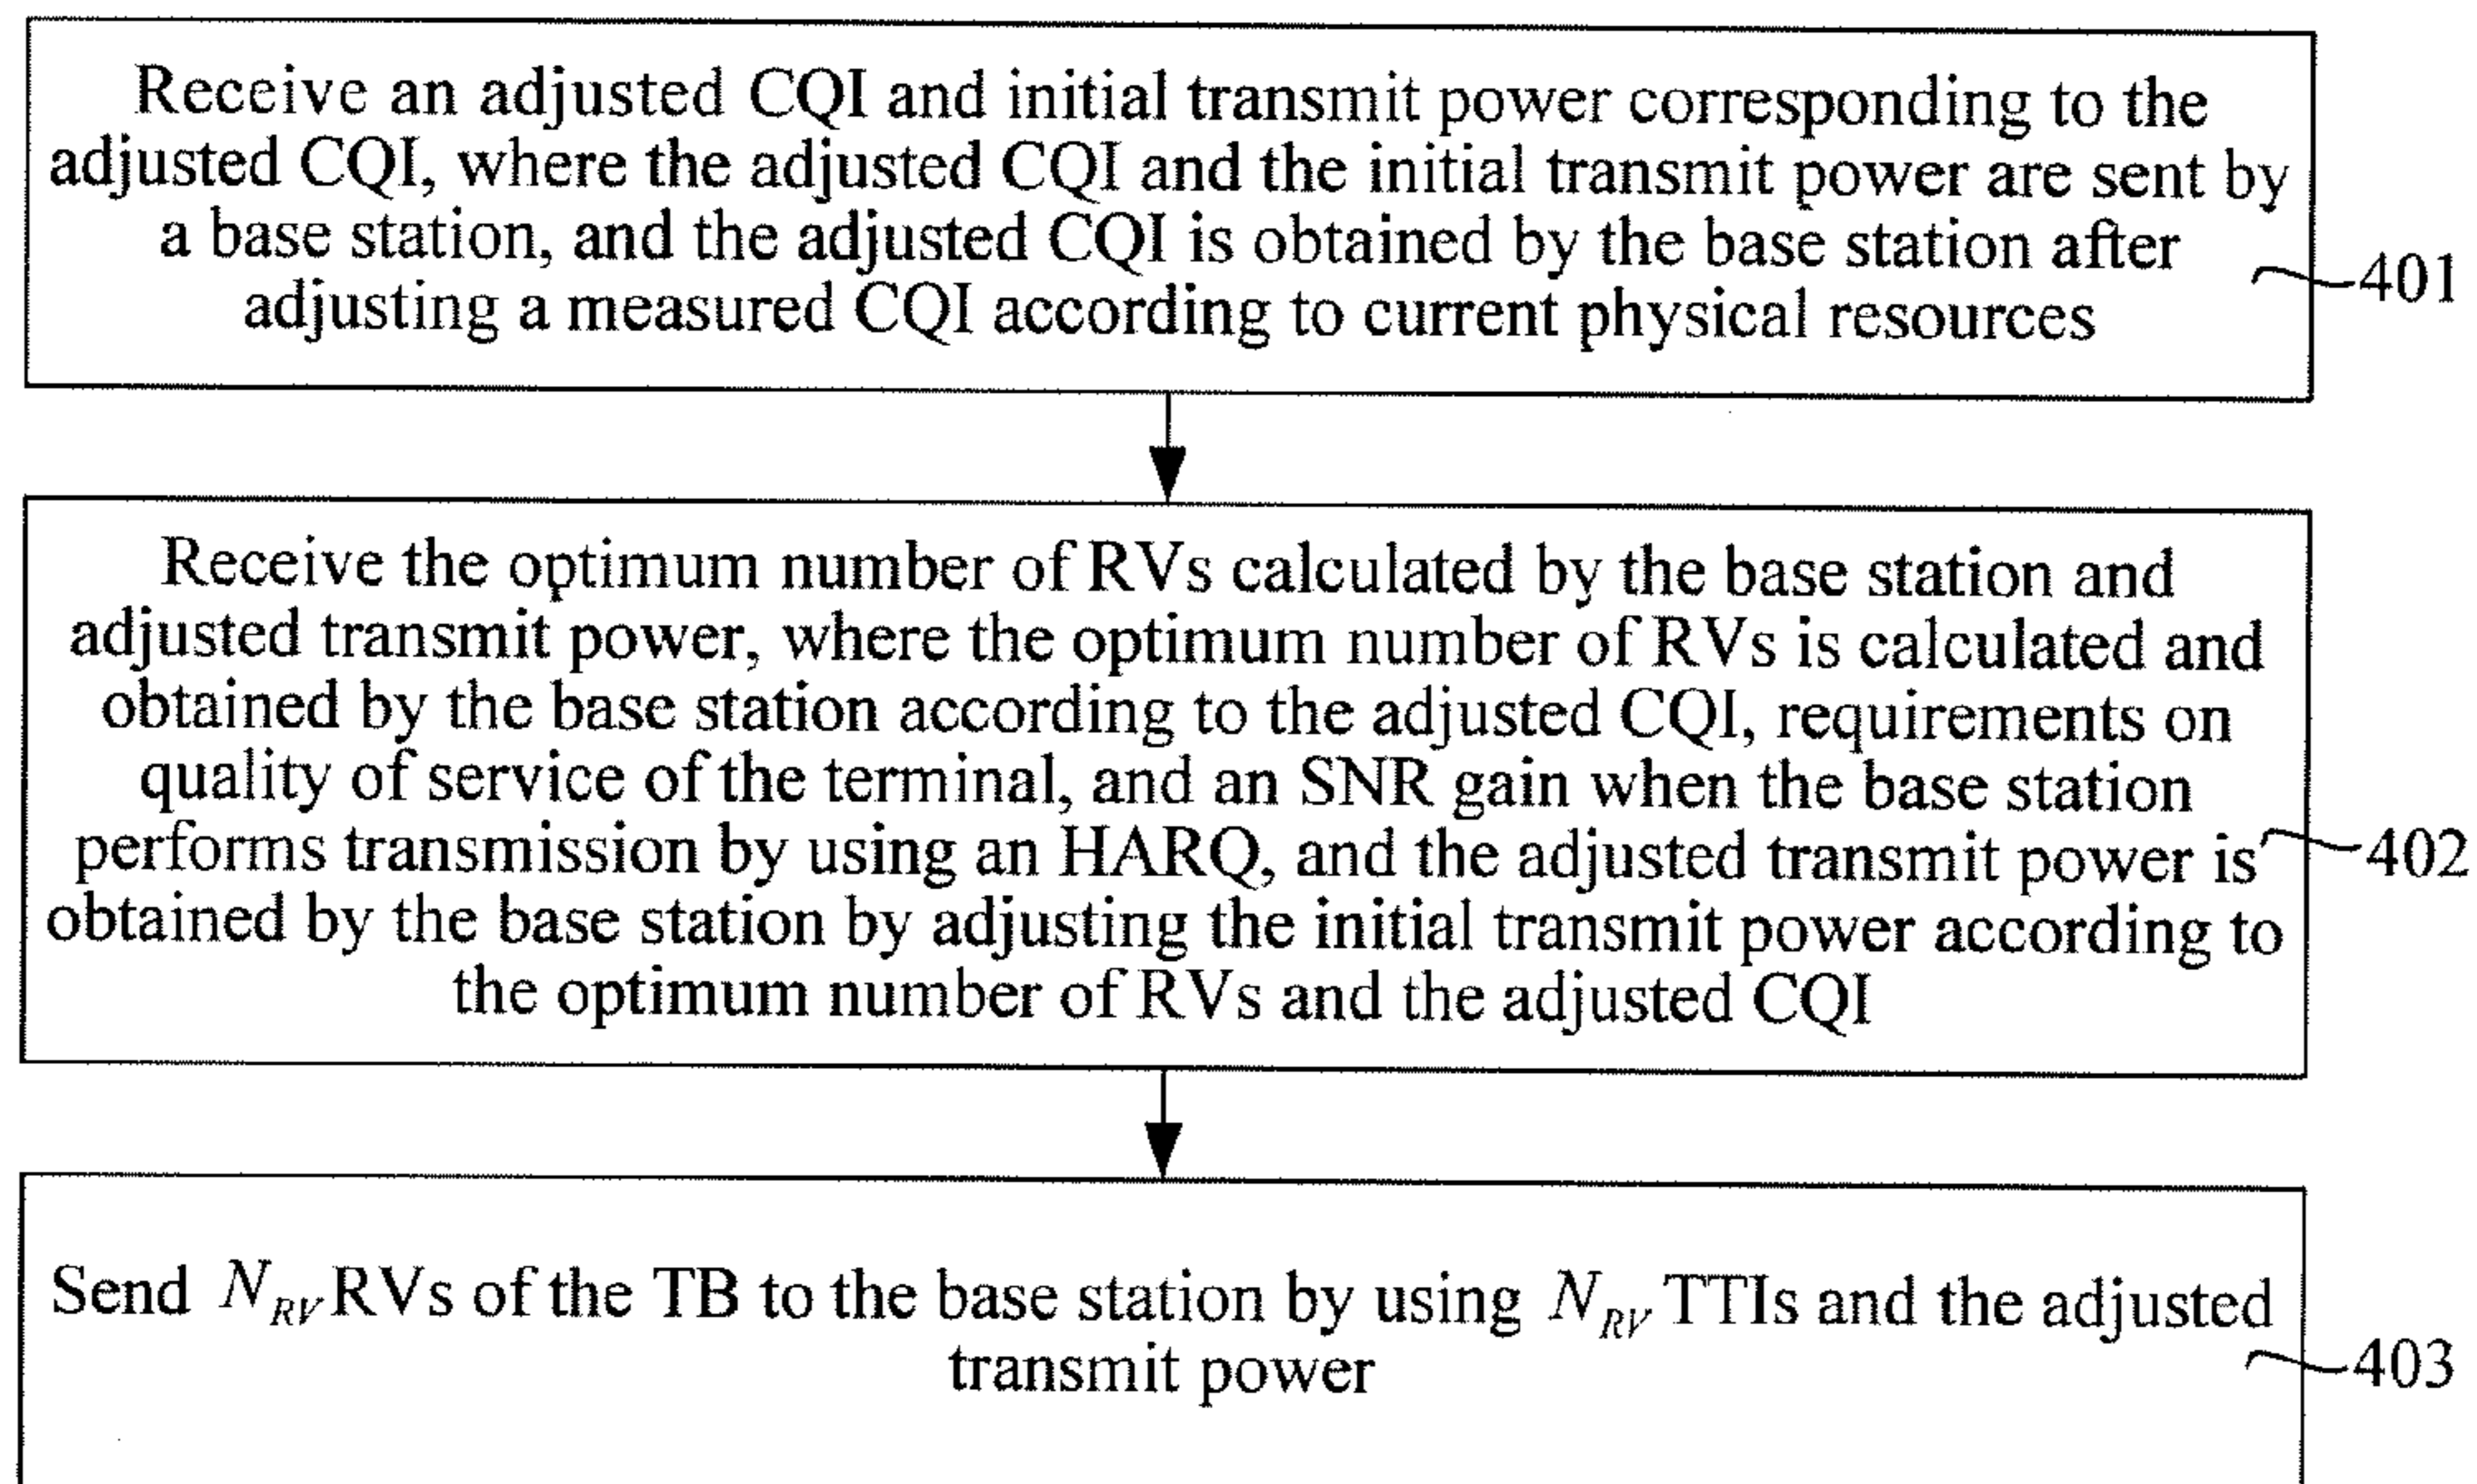 Receive an adjusted CQI and initial transmit power corresponding to the
adjusted CQI, where the adjusted CQI and the initial transmit power are sent by
a base station, and the adjusted CQI is obtained by the base station after
adjusting a measured CQI according to current physical resources
401
Receive the optimum number of RVs calculated by the base station and
adjusted transmit power, where the optimum number of RVs is calculated and
obtained by the base station according to the adjusted CQI, requirements on
quality of service of the terminal, and an SNR gain when the base station
performs transmission by using an HARQ, and the adjusted transmit power is
obtained by the base station by adjusting the initial transmit power according to
the optimum number of RVs and the adjusted CQI
402
Send N_RV RVs of the TB to the base station by using N_RV TTIs and the adjusted
transmit power
403